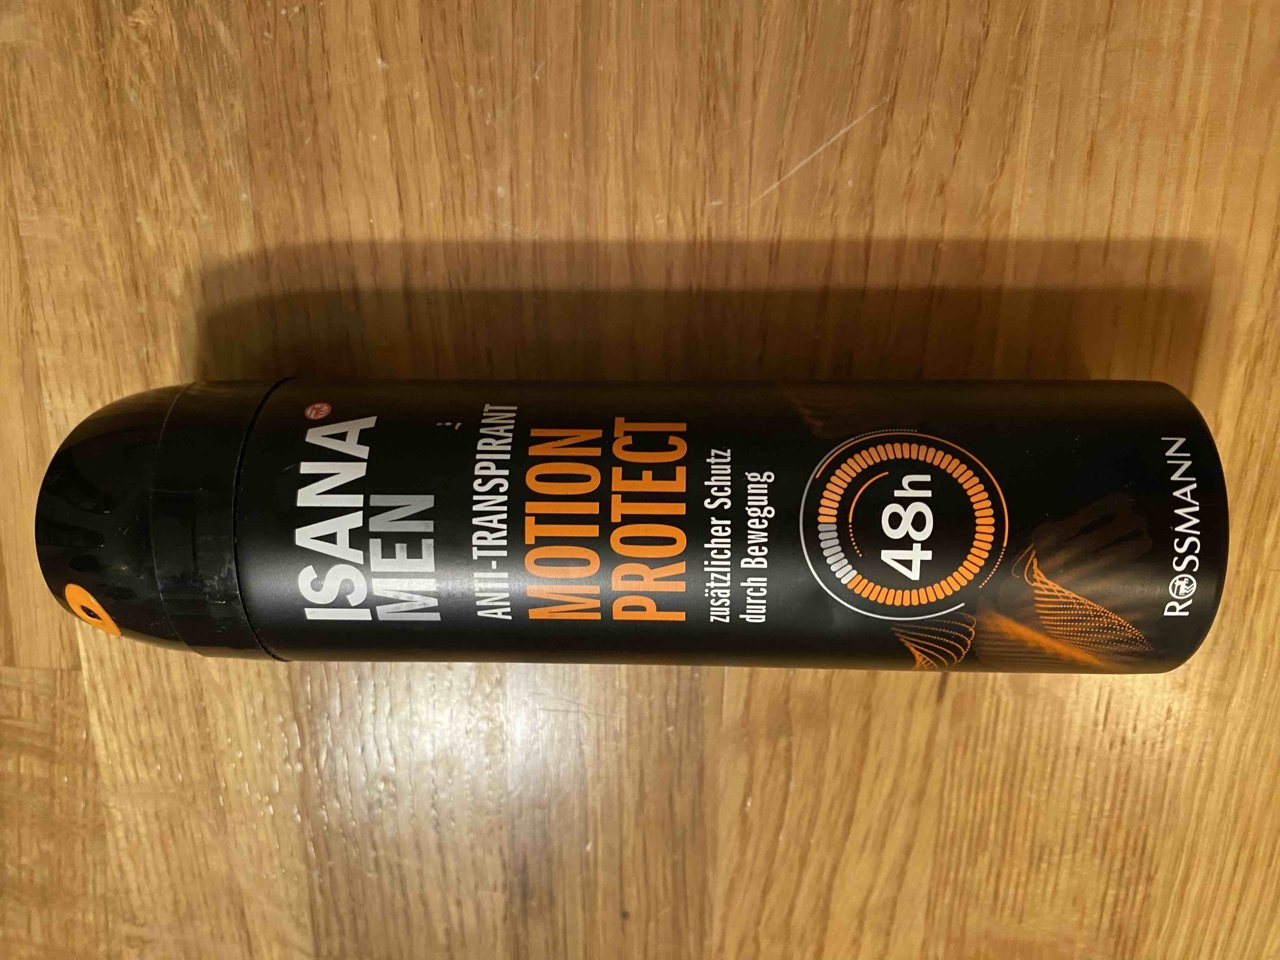 ISANA
MEN
ANTI-TRANSPIRANT
MOTION
PROTECT
zusätzlicher Schutz
durch Bewegung
48h
ROSSMANN